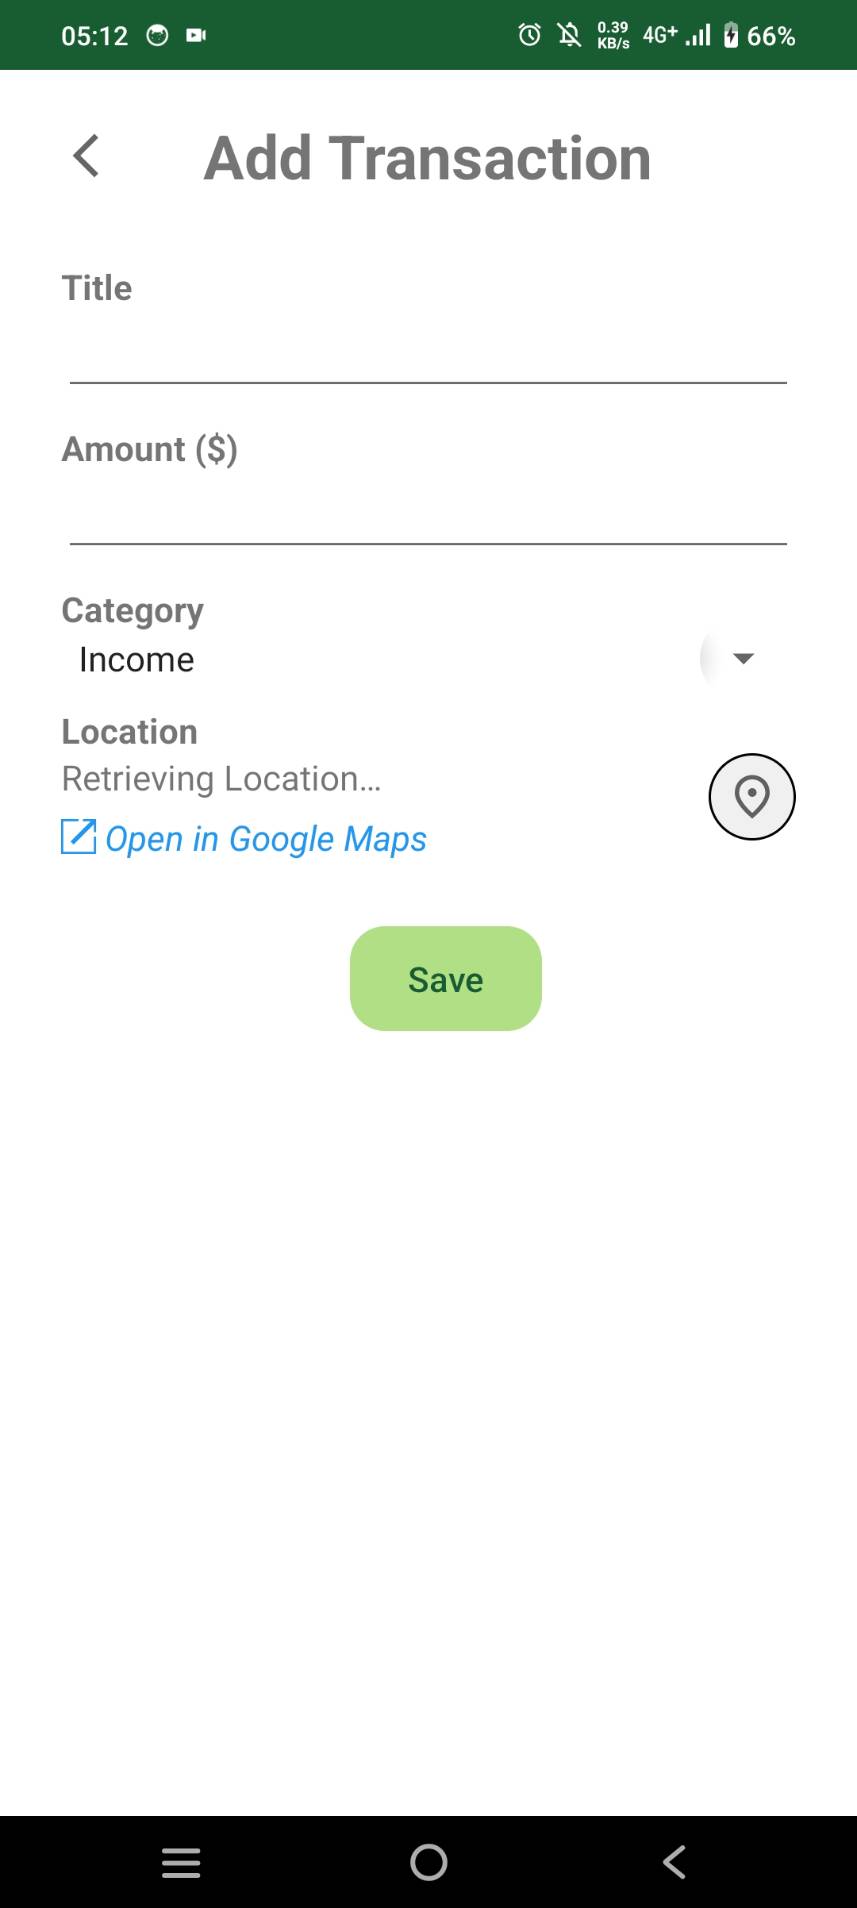 05:12 0.39 KB/s 4G+ 66%
Add Transaction
Title
Amount ($)
Category
Income
Location
Retrieving Location...
Open in Google Maps
Save